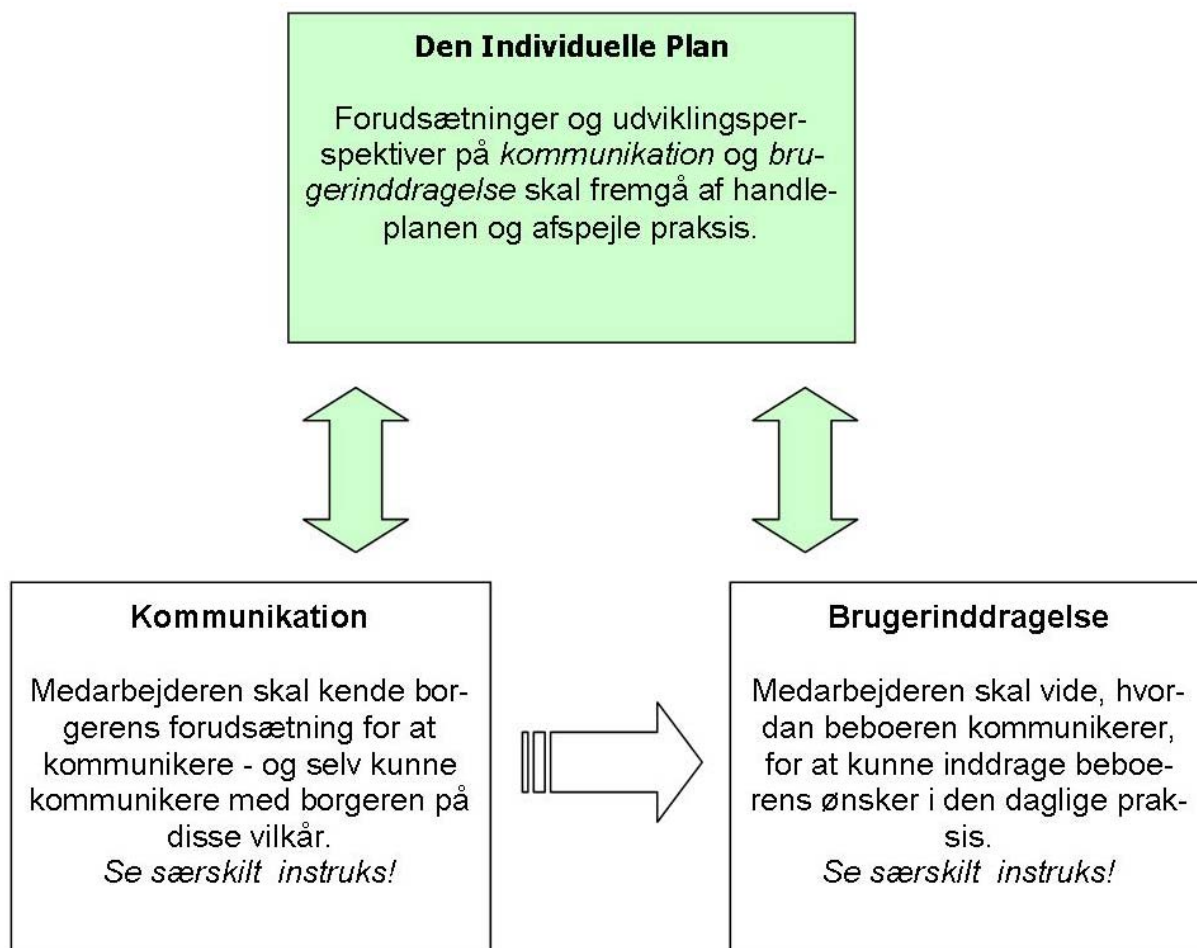 Den Individuelle Plan
Forudsætninger og udviklingsper-
spektiver på kommunikation og bru-
gerinddragelse skal fremgå af handle-
planen og afspejle praksis.
Kommunikation
Medarbejderen skal kende bor-
gerens forudsætning for at
kommunikere - og selv kunne
kommunikere med borgeren på
disse vilkår.
Se særskilt instruks!
Brugerinddragelse
Medarbejderen skal vide, hvor-
dan beboeren kommunikerer,
for at kunne inddrage beboe-
rens ønsker i den daglige prak-
sis.
Se særskilt instruks!